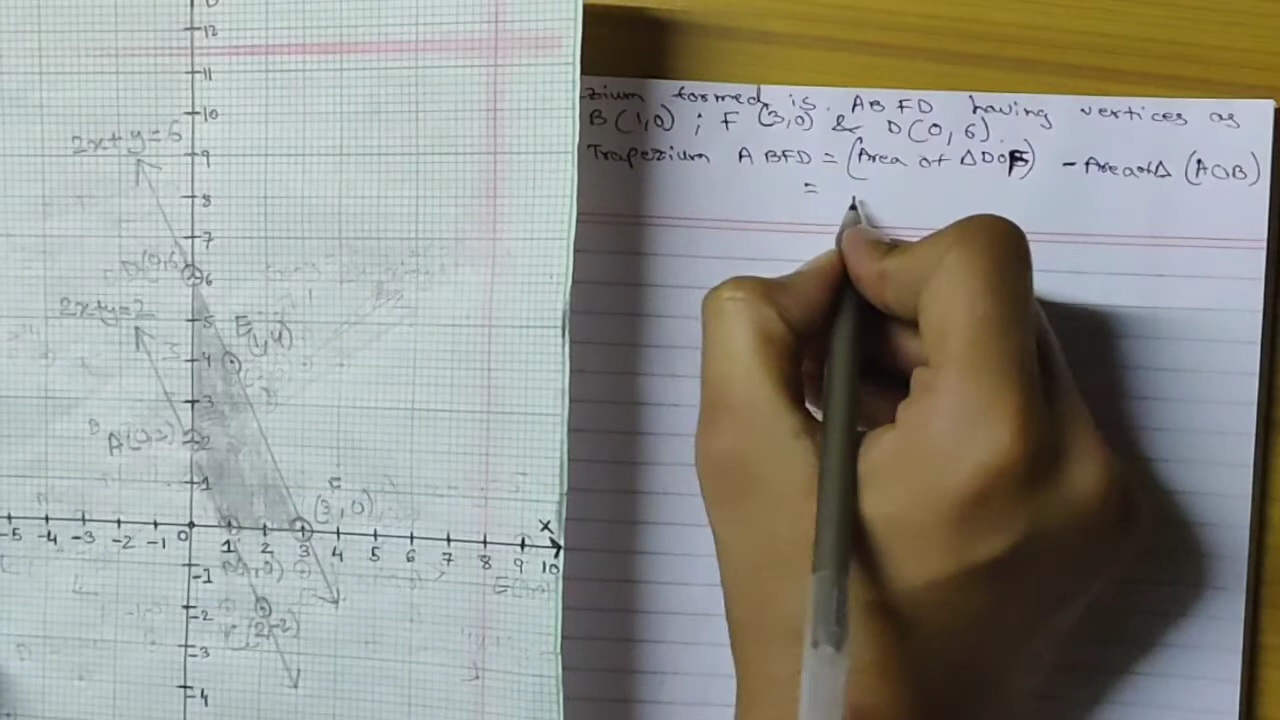 12
11
10
2x+y=6
9
8
7
D(0,6)
6
2x+y=2
5
E
(1,4)
4
3
A(0,2)
2
1
F
(3,0)
X
-5 -4 -3 -2 -1 0 1 2 3 4 5 6 7 8 9 10
-1
-2
(2,-2)
-3
-4
zium formed is. ABFD having vertices as
B(1,0) ; F (3,0) & D(0,6).
Trapezium ABFD = (Area of ΔDOF) - Area of Δ (AOB)
=